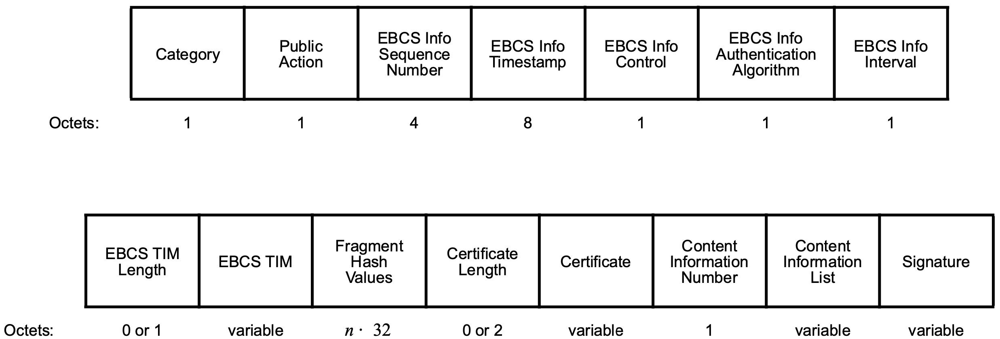 Category
Public
Action
EBCS Info
Sequence
Number
EBCS Info
Timestamp
EBCS Info
Control
EBCS Info
Authentication
Algorithm
EBCS Info
Interval
Octets: 1 1 4 8 1 1 1
EBCS TIM
Length
EBCS TIM
Fragment
Hash
Values
Certificate
Length
Certificate
Content
Information
Number
Content
Information
List
Signature
Octets: 0 or 1 variable n · 32 0 or 2 variable 1 variable variable